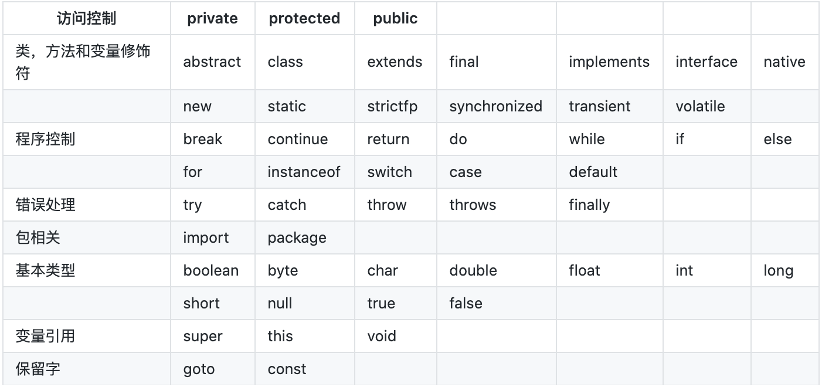 访问控制 private protected public
类，方法和变量修饰符 abstract class extends final implements interface native
new static strictfp synchronized transient volatile
程序控制 break continue return do while if else
for instanceof switch case default
错误处理 try catch throw throws finally
包相关 import package
基本类型 boolean byte char double float int long
short null true false
变量引用 super this void
保留字 goto const